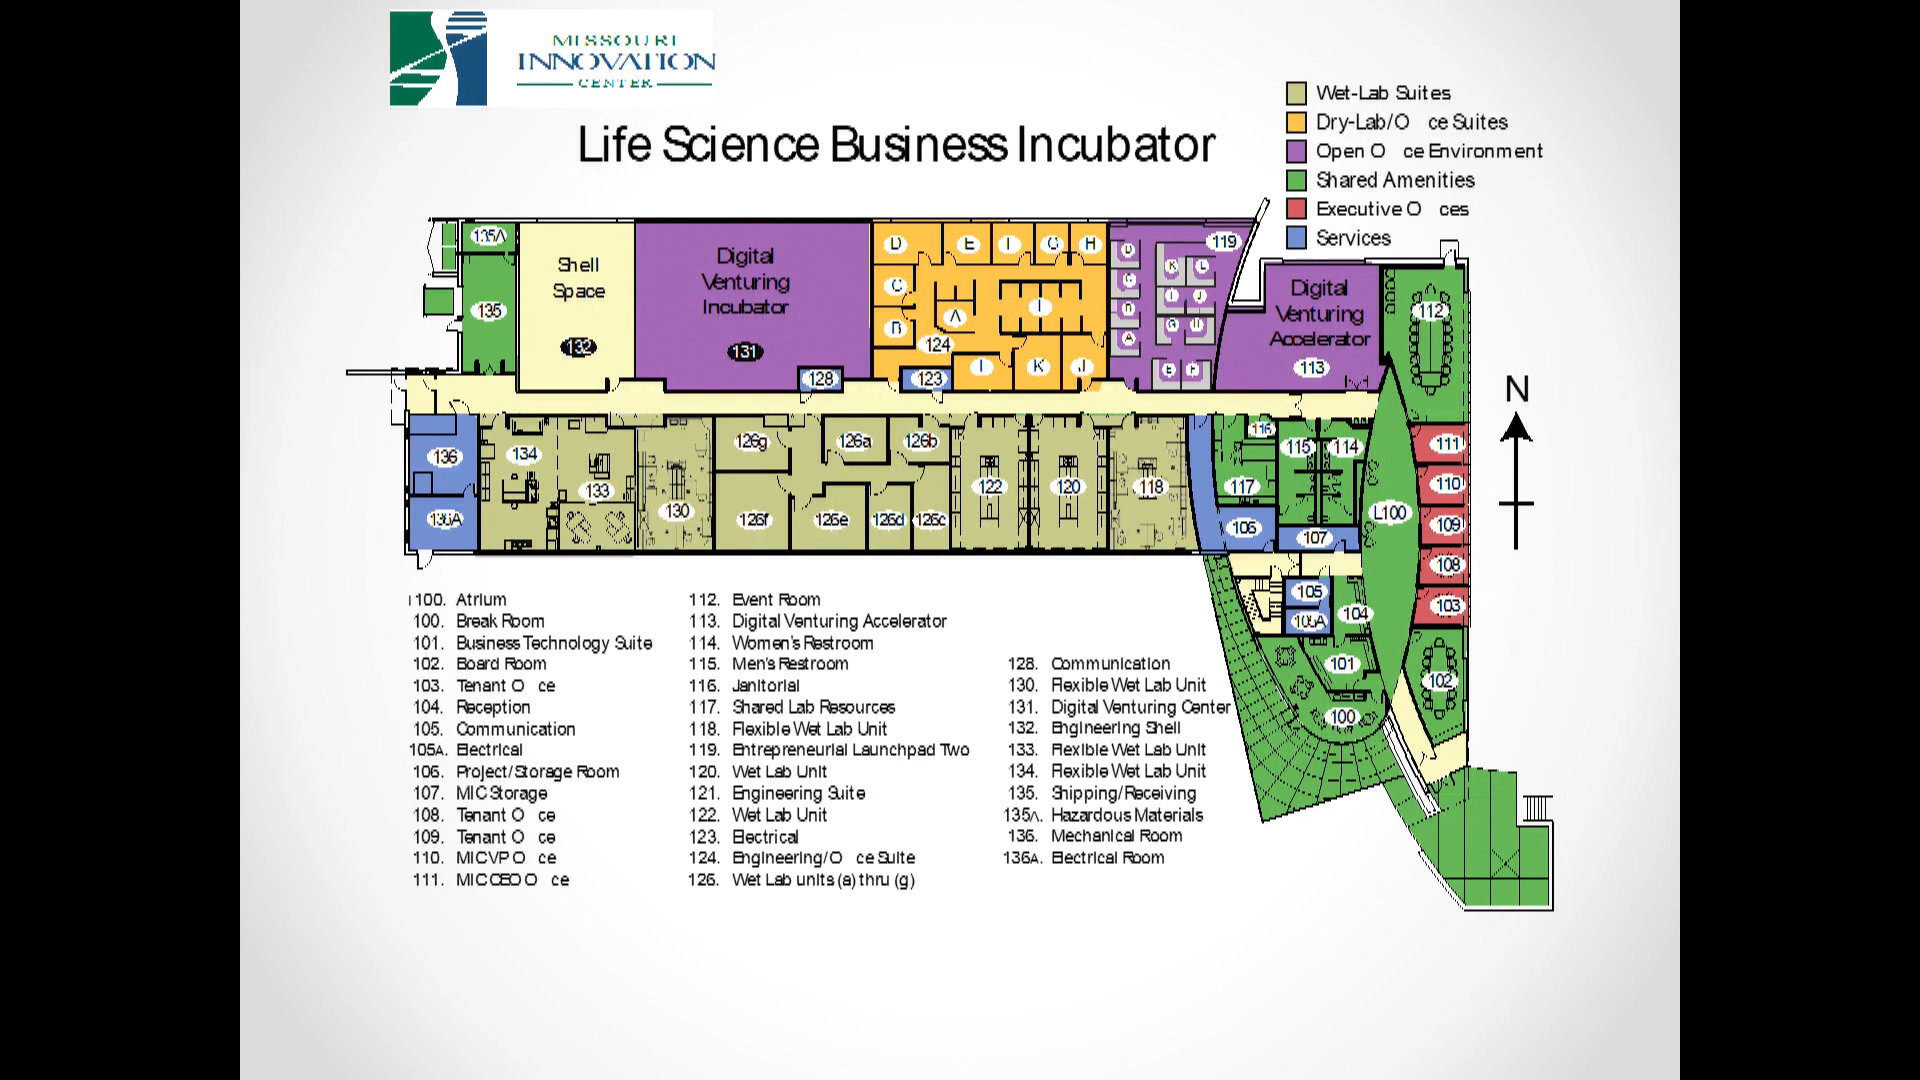 MISSOURI
INNOVATION
CENTER
Life Science Business Incubator
Wet-Lab Suites
Dry-Lab/O ce Suites
Open O ce Environment
Shared Amenities
Executive O ces
Services
135A
135
Shell
Space
132
Digital
Venturing
Incubator
131
128
D
E
G
H
C
B
A
124
123
K
J
119
Digital
Venturing
Accelerator
113
112
N
136
136A
134
133
130
126g
126a
126b
126f
126e
126d
126c
122
120
118
116
117
115
114
106
107
L100
111
110
109
108
103
105
105A
104
101
100
102
100. Atrium
100. Break Room
101. Business Technology Suite
102. Board Room
103. Tenant O ce
104. Reception
105. Communication
105A. Electrical
106. Project/Storage Room
107. MIC Storage
108. Tenant O ce
109. Tenant O ce
110. MIC VP O ce
111. MIC CEO O ce
112. Event Room
113. Digital Venturing Accelerator
114. Women's Restroom
115. Men's Restroom
116. Janitorial
117. Shared Lab Resources
118. Flexible Wet Lab Unit
119. Entrepreneurial Launchpad Two
120. Wet Lab Unit
121. Engineering Suite
122. Wet Lab Unit
123. Electrical
124. Engineering/O ce Suite
126. Wet Lab units (a) thru (g)
128. Communication
130. Flexible Wet Lab Unit
131. Digital Venturing Center
132. Engineering Shell
133. Flexible Wet Lab Unit
134. Flexible Wet Lab Unit
135. Shipping/Receiving
135A. Hazardous Materials
136. Mechanical Room
136A. Electrical Room